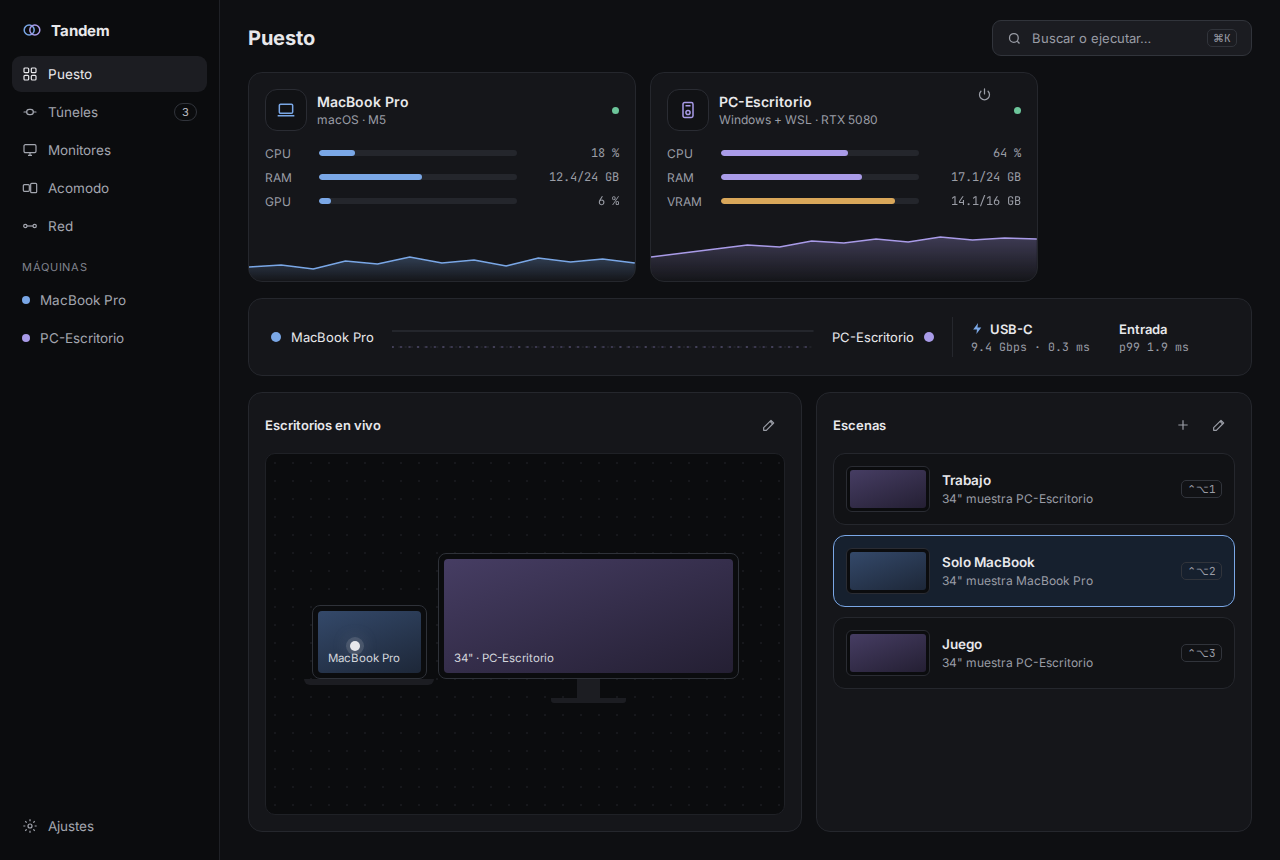 Tandem
Puesto
Túneles
3
Monitores
Acomodo
Red
MÁQUINAS
MacBook Pro
PC-Escritorio
Ajustes
Puesto
Buscar o ejecutar...
⌘K
MacBook Pro
macOS · M5
CPU
18 %
RAM
12.4/24 GB
GPU
6 %
PC-Escritorio
Windows + WSL · RTX 5080
CPU
64 %
RAM
17.1/24 GB
VRAM
14.1/16 GB
MacBook Pro
PC-Escritorio
USB-C
9.4 Gbps · 0.3 ms
Entrada
p99 1.9 ms
Escritorios en vivo
MacBook Pro
34" · PC-Escritorio
Escenas
Trabajo
34" muestra PC-Escritorio
⌃⌥1
Solo MacBook
34" muestra MacBook Pro
⌃⌥2
Juego
34" muestra PC-Escritorio
⌃⌥3